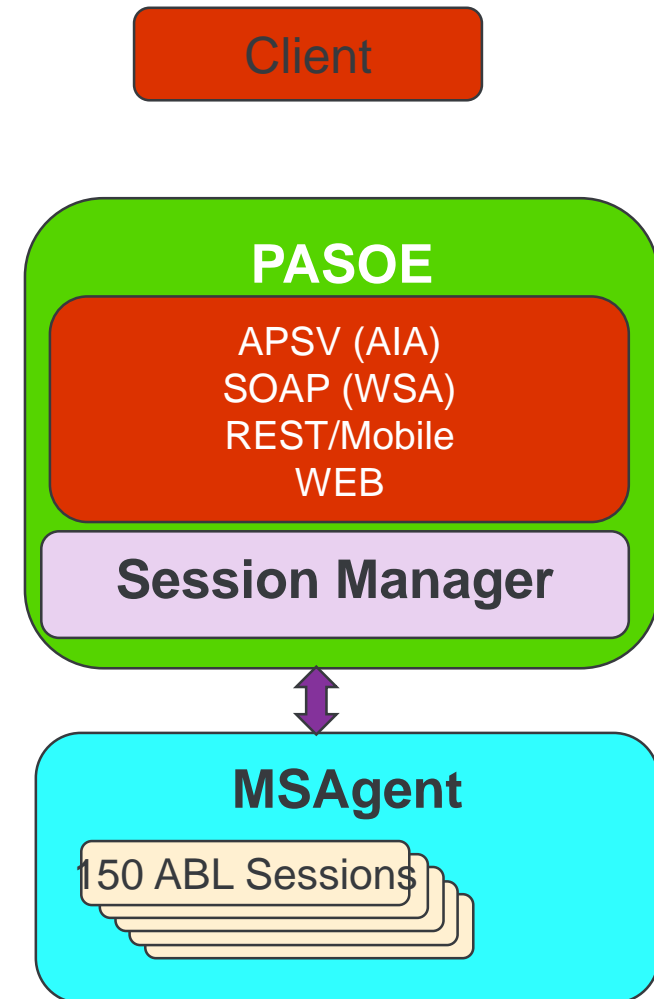 Client
PASOE
APSV (AIA)
SOAP (WSA)
REST/Mobile
WEB
Session Manager
MSAgent
150 ABL Sessions